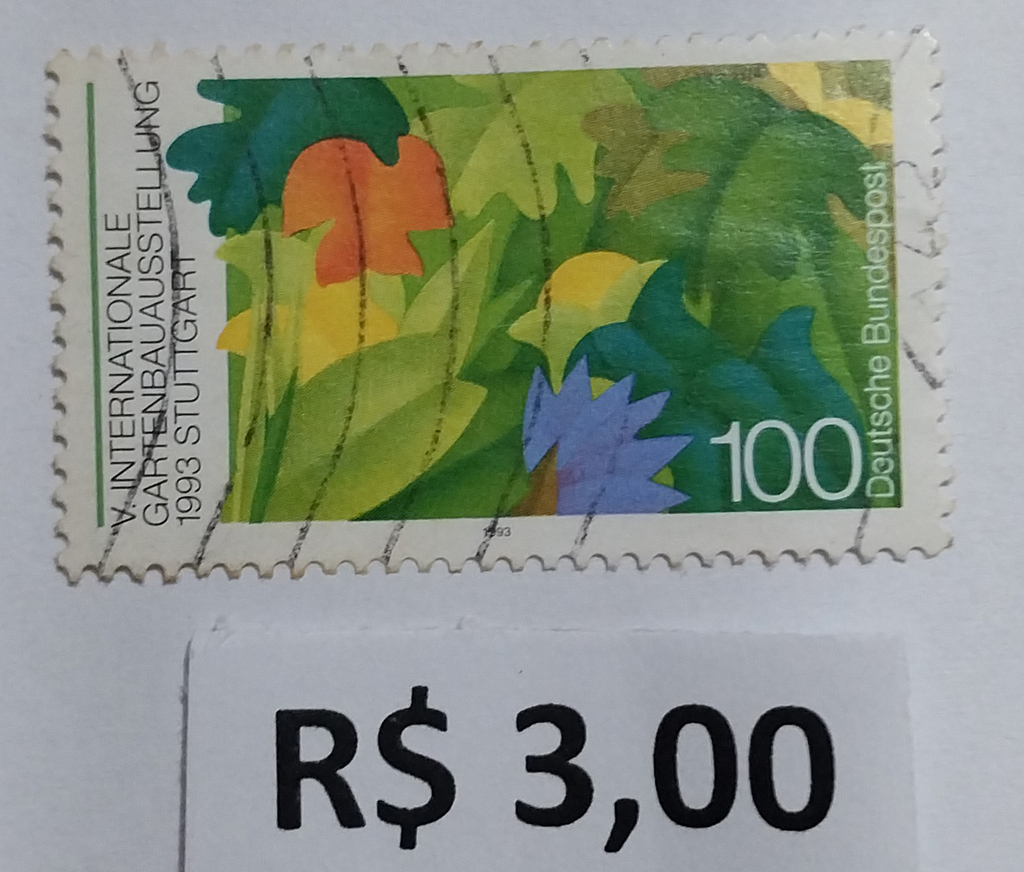 V. INTERNATIONALE
GARTENBAUAUSSTELLUNG
1993 STUTTGART
100
Deutsche Bundespost
1993
R$ 3,00